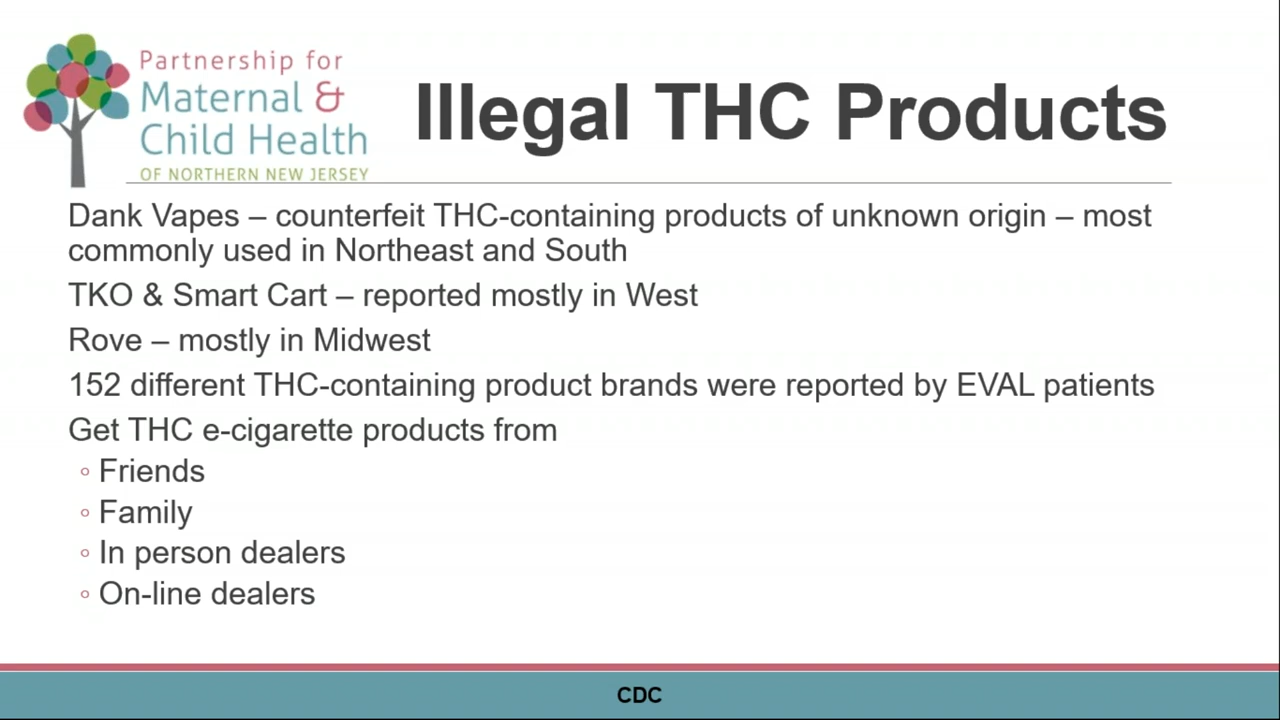 Partnership for
Maternal &
Child Health
OF NORTHERN NEW JERSEY
Illegal THC Products
Dank Vapes – counterfeit THC-containing products of unknown origin – most
commonly used in Northeast and South
TKO & Smart Cart – reported mostly in West
Rove – mostly in Midwest
152 different THC-containing product brands were reported by EVAL patients
Get THC e-cigarette products from
◦ Friends
◦ Family
◦ In person dealers
◦ On-line dealers
CDC